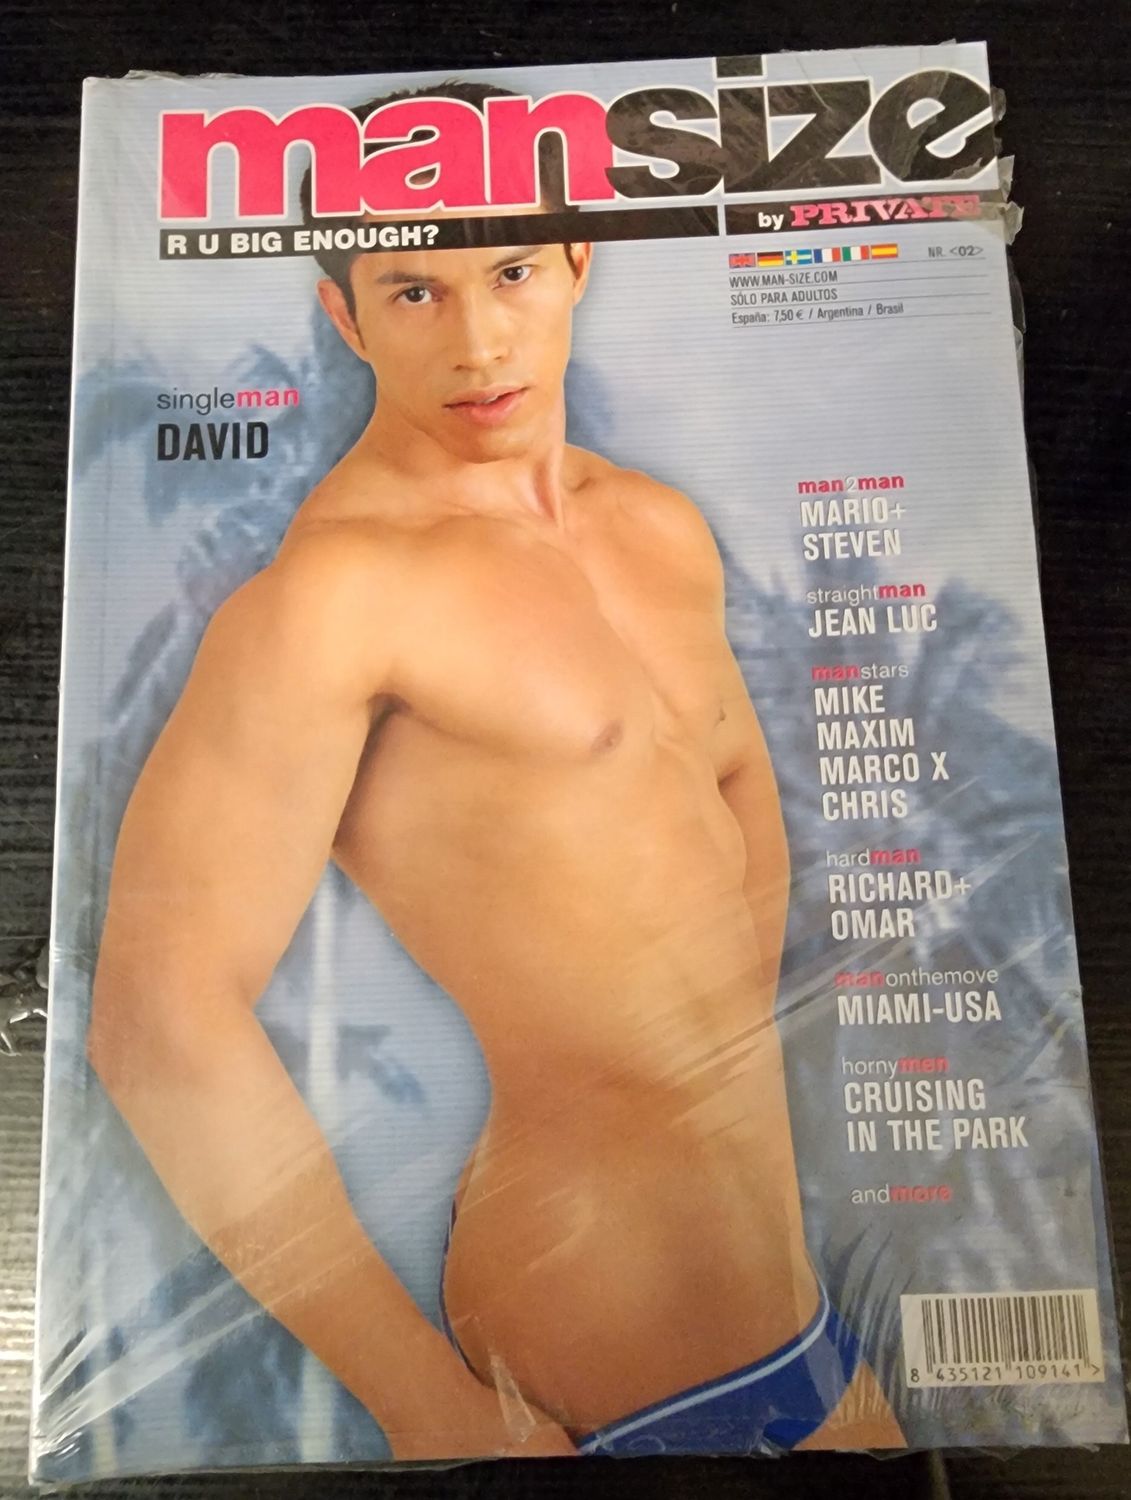 mansize
R U BIG ENOUGH?
by PRIVATE
NR. <02>
WWW.MAN-SIZE.COM
SÓLO PARA ADULTOS
España: 7,50 € / Argentina / Brasil
singleman
DAVID
man2man
MARIO+
STEVEN
straightman
JEAN LUC
manstars
MIKE
MAXIM
MARCO X
CHRIS
hardman
RICHARD+
OMAR
manonthemove
MIAMI-USA
hornymen
CRUISING
IN THE PARK
andmore
8 435121 109141 >